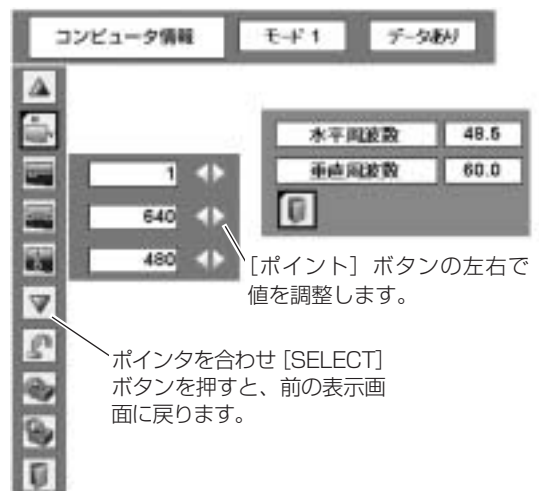 コンピュータ情報
モード 1
データあり
水平周波数 48.5
垂直周波数 60.0
1
640
480
［ポイント］ボタンの左右で
値を調整します。
ポインタを合わせ [SELECT]
ボタンを押すと、前の表示画
面に戻ります。